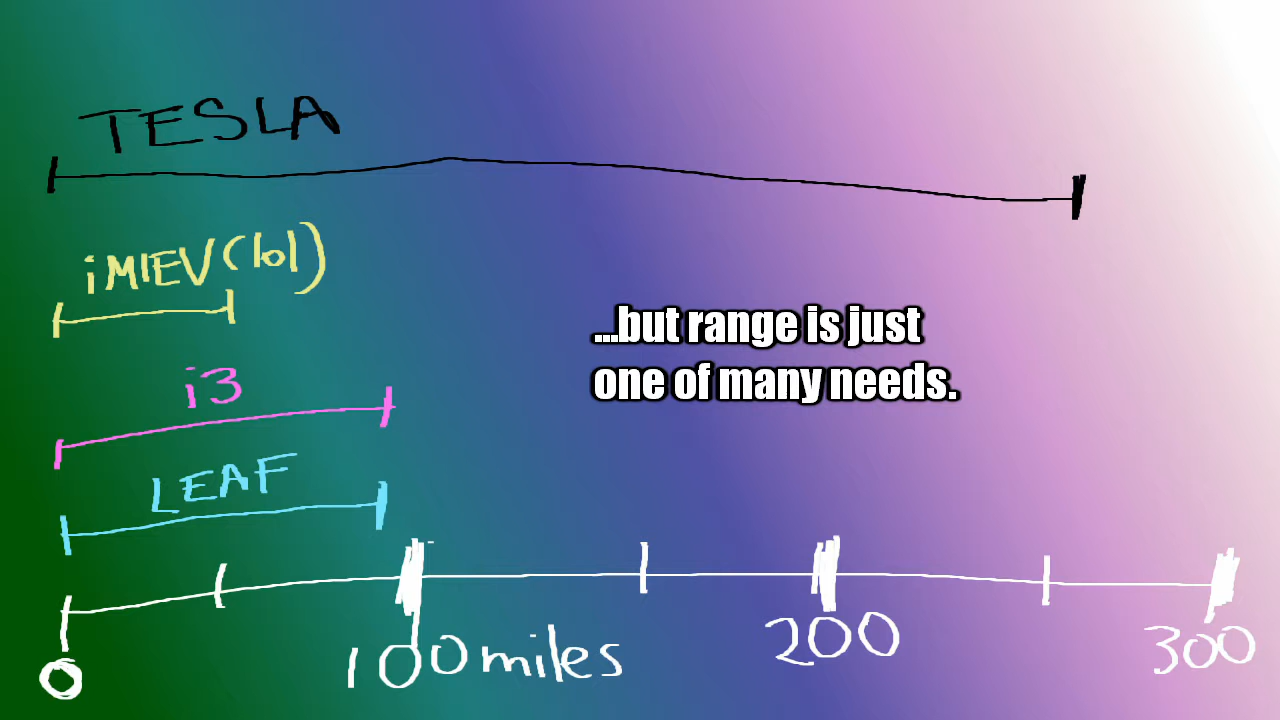 TESLA
iMIEV (lol)
...but range is just
one of many needs.
i3
LEAF
0
100 miles
200
300